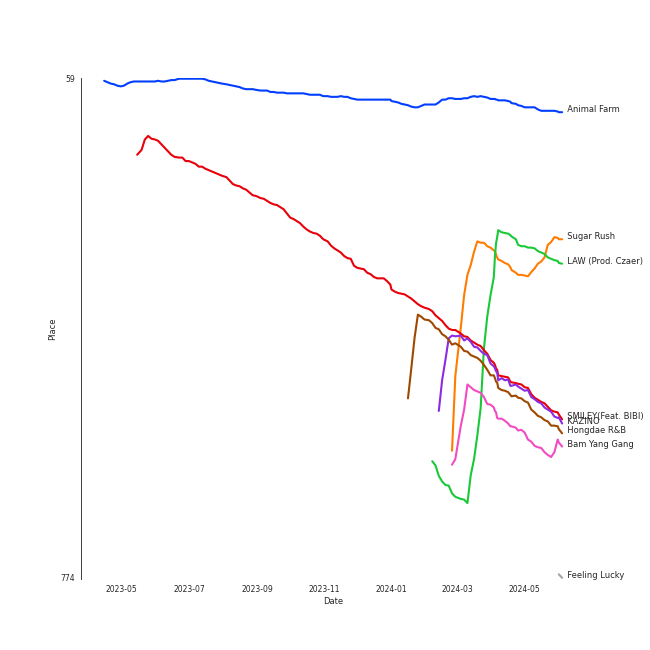 59
Animal Farm
Sugar Rush
LAW (Prod. Czaer)
Place
SMILEY(Feat. BIBI)
KAZINO
Hongdae R&B
Bam Yang Gang
Feeling Lucky
774
2023-05 2023-07 2023-09 2023-11 2024-01 2024-03 2024-05
Date